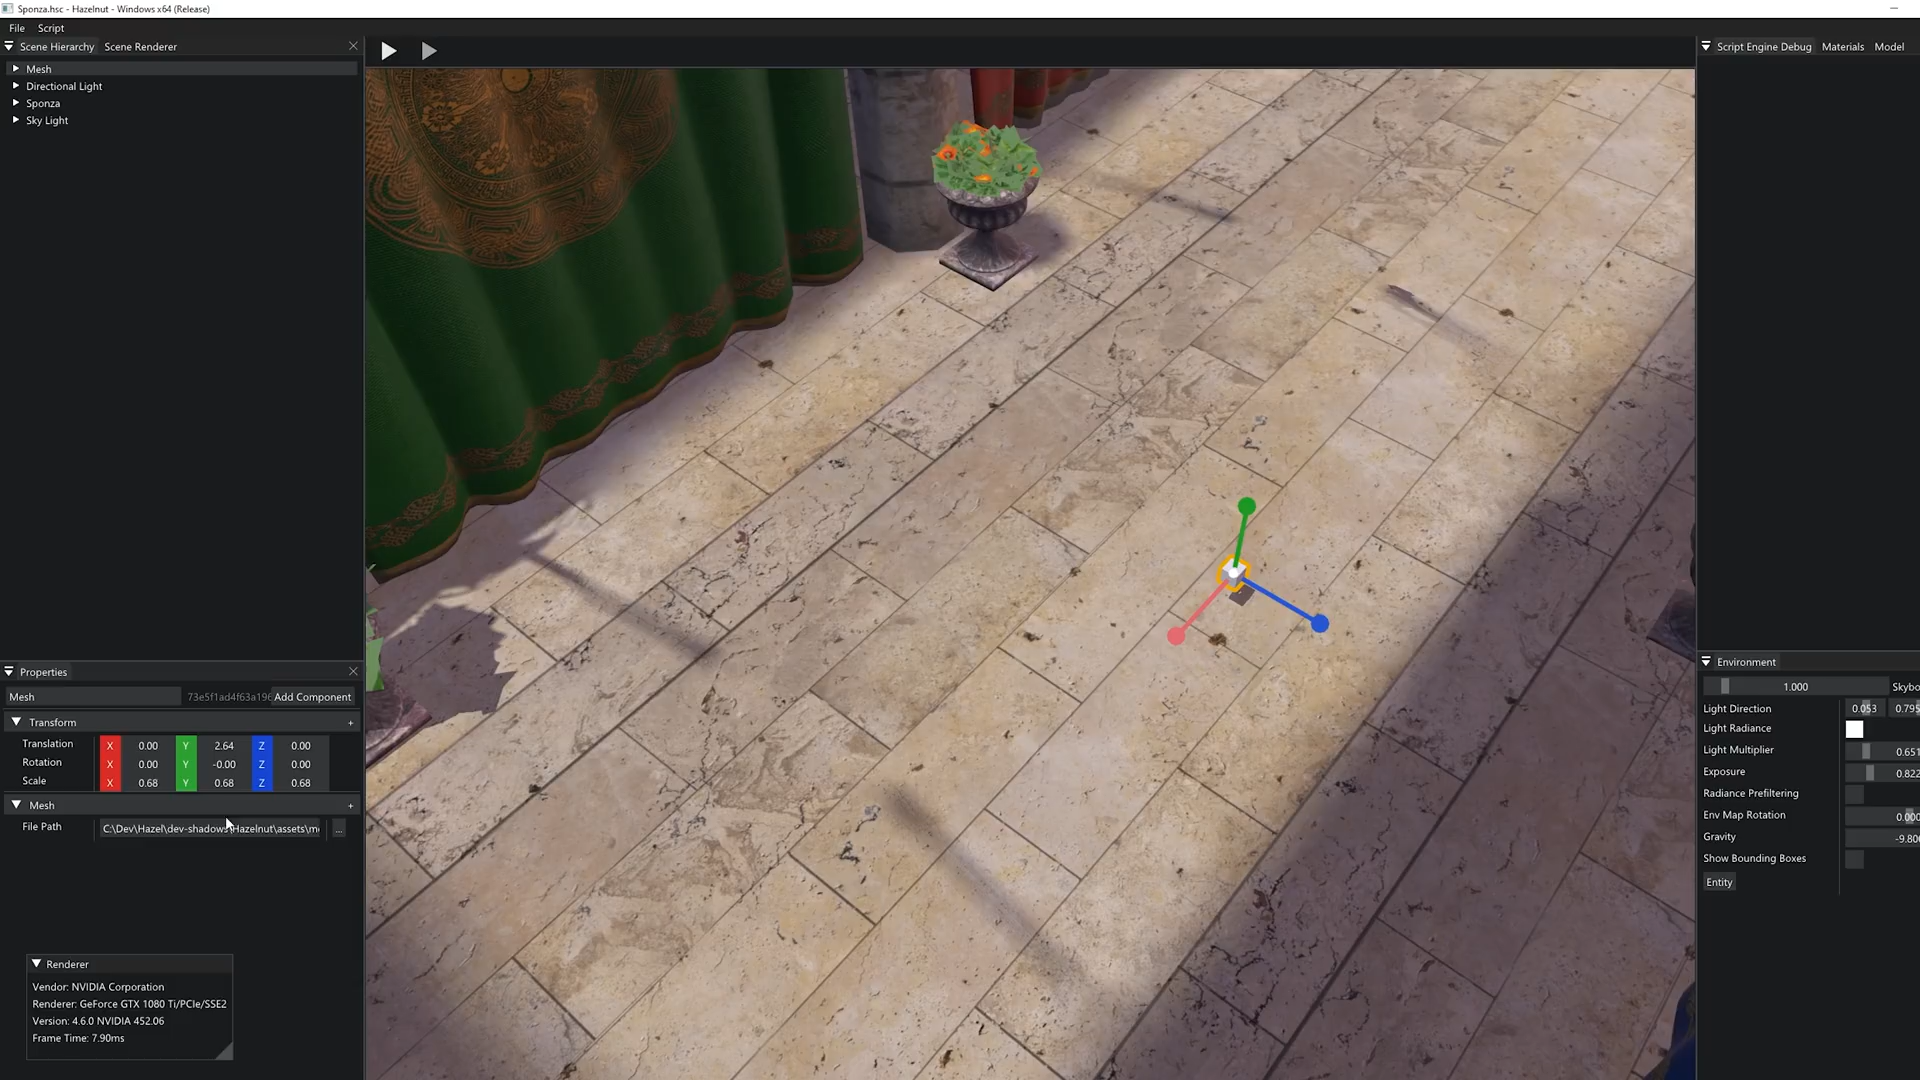 Sponza.hsc - Hazelnut - Windows x64 (Release)
File Script
Scene Hierarchy Scene Renderer
Mesh
Directional Light
Sponza
Sky Light
Properties
Mesh 73e5f1ad4f63a196 Add Component
Transform +
Translation X 0.00 Y 2.64 Z 0.00
Rotation X 0.00 Y -0.00 Z 0.00
Scale X 0.68 Y 0.68 Z 0.68
Mesh +
File Path C:\Dev\Hazel\dev-shadows\Hazelnut\assets\m ...
Renderer
Vendor: NVIDIA Corporation
Renderer: GeForce GTX 1080 Ti/PCIe/SSE2
Version: 4.6.0 NVIDIA 452.06
Frame Time: 7.90ms
Script Engine Debug Materials Model
Environment
1.000 Skybo
Light Direction 0.053 0.795
Light Radiance
Light Multiplier 0.651
Exposure 0.822
Radiance Prefiltering
Env Map Rotation 0.000
Gravity -9.80
Show Bounding Boxes
Entity